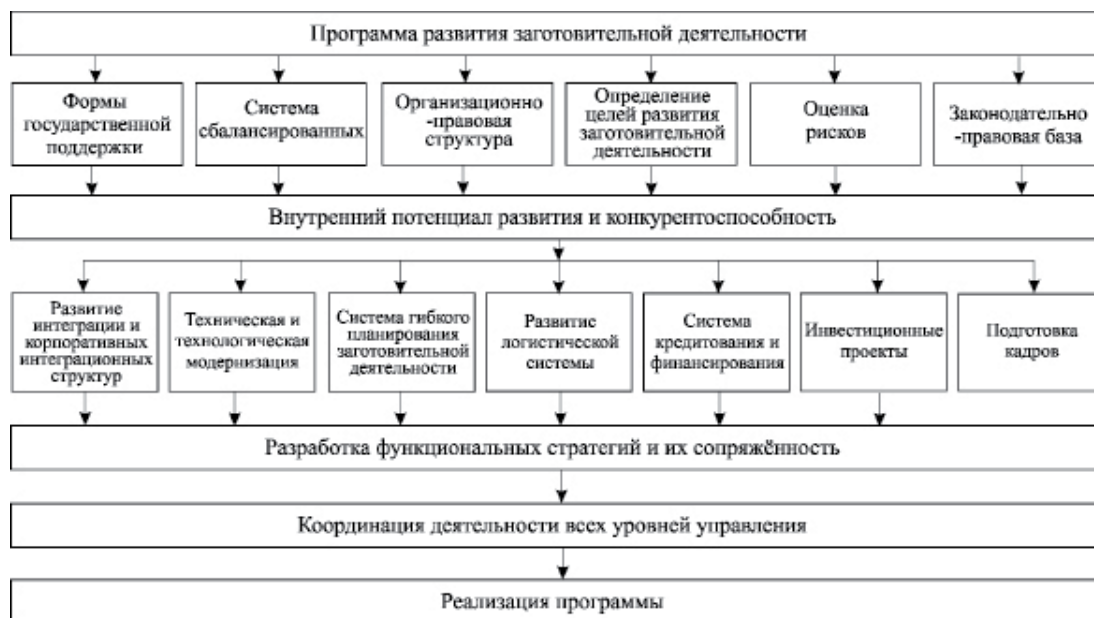 Программа развития заготовительной деятельности
Формы
государственной
поддержки
Система
сбалансированных
Организационно
-правовая
структура
Определение
целей развития
заготовительной
деятельности
Оценка
рисков
Законодательно
-правовая база
Внутренний потенциал развития и конкурентоспособность
Развитие
интеграции и
корпоративных
интеграционных
структур
Техническая и
технологическая
модернизация
Система гибкого
планирования
заготовительной
деятельности
Развитие
логистической
системы
Система
кредитования и
финансирования
Инвестиционные
проекты
Подготовка
кадров
Разработка функциональных стратегий и их сопряжённость
Координация деятельности всех уровней управления
Реализация программы